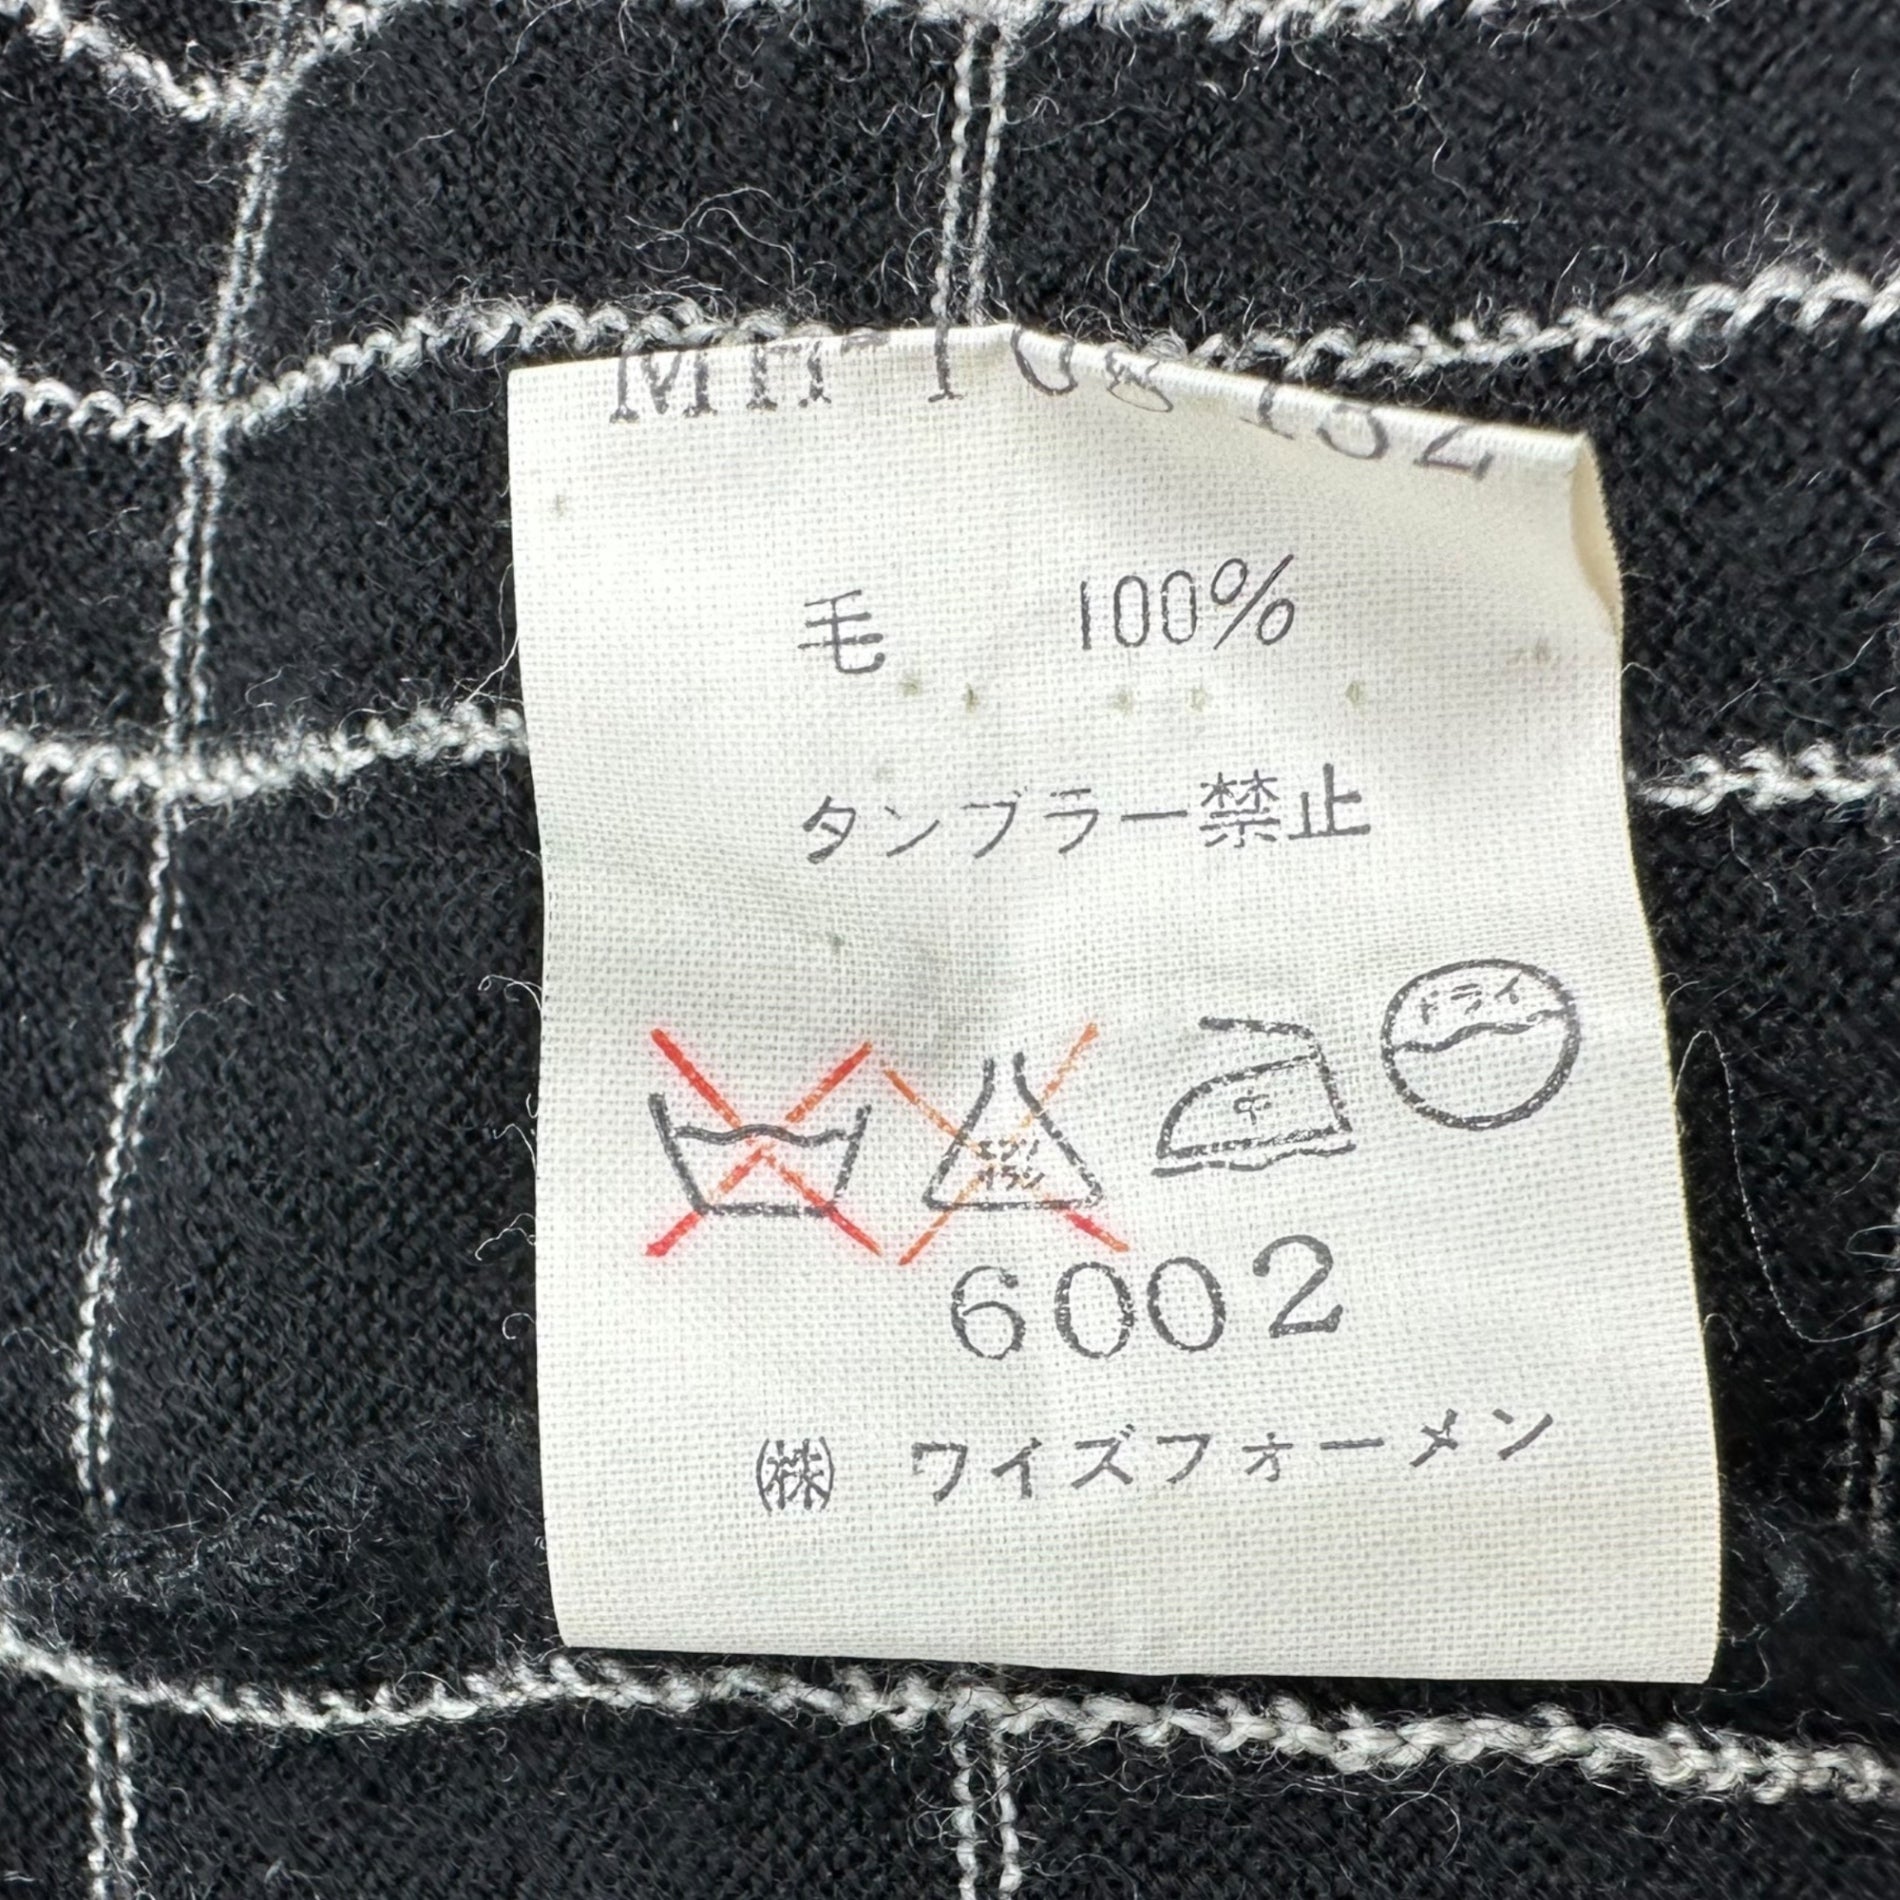 毛 100%
タンブラー禁止
ドライ
中
エンソ
サラシ
6002
㈱ ワイズフォーメン